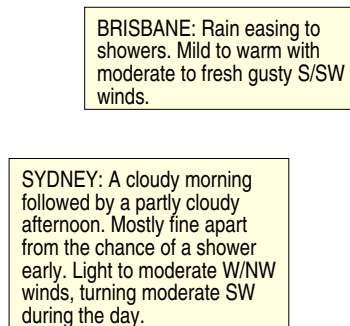 BRISBANE: Rain easing to
showers. Mild to warm with
moderate to fresh gusty S/SW
winds.
SYDNEY: A cloudy morning
followed by a partly cloudy
afternoon. Mostly fine apart
from the chance of a shower
early. Light to moderate W/NW
winds, turning moderate SW
during the day.